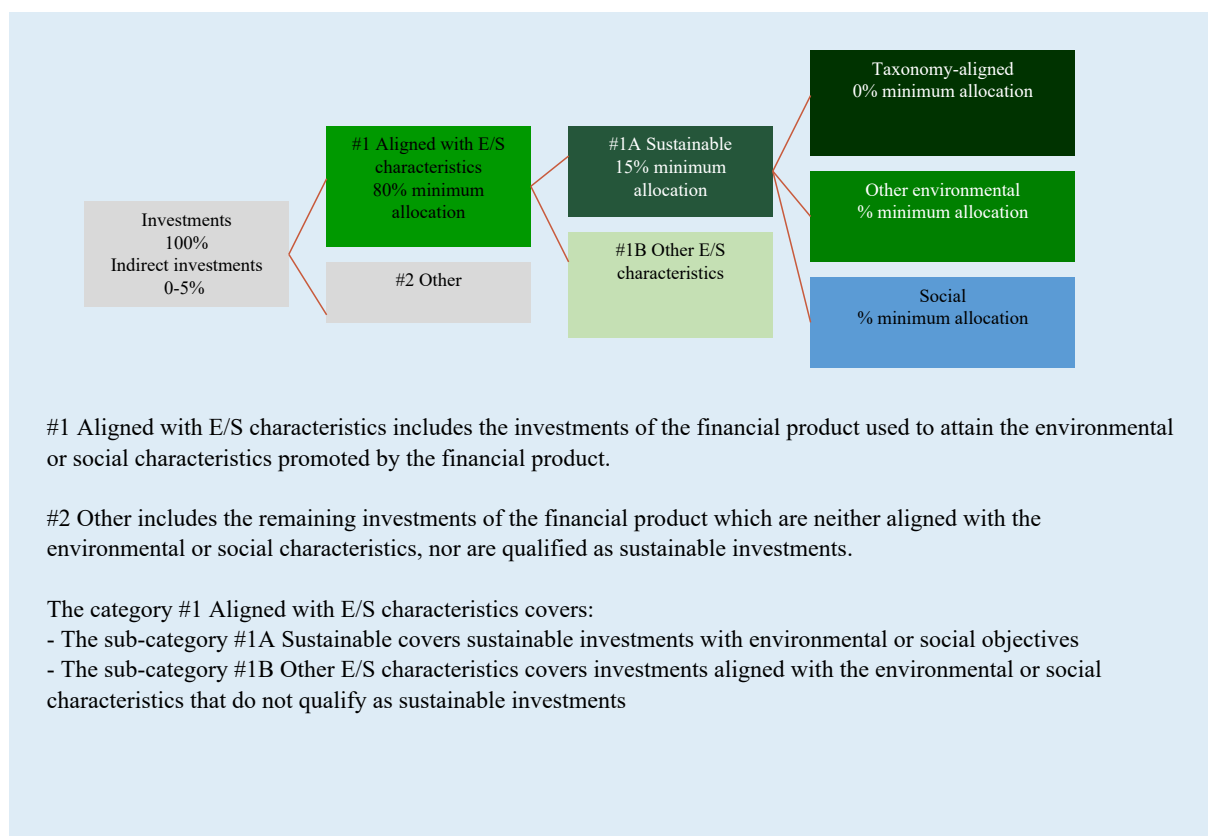 Investments
100%
Indirect investments
0-5%
#1 Aligned with E/S
characteristics
80% minimum
allocation
#2 Other
#1A Sustainable
15% minimum
allocation
#1B Other E/S
characteristics
Taxonomy-aligned
0% minimum allocation
Other environmental
% minimum allocation
Social
% minimum allocation
#1 Aligned with E/S characteristics includes the investments of the financial product used to attain the environmental
or social characteristics promoted by the financial product.
#2 Other includes the remaining investments of the financial product which are neither aligned with the
environmental or social characteristics, nor are qualified as sustainable investments.
The category #1 Aligned with E/S characteristics covers:
- The sub-category #1A Sustainable covers sustainable investments with environmental or social objectives
- The sub-category #1B Other E/S characteristics covers investments aligned with the environmental or social
characteristics that do not qualify as sustainable investments